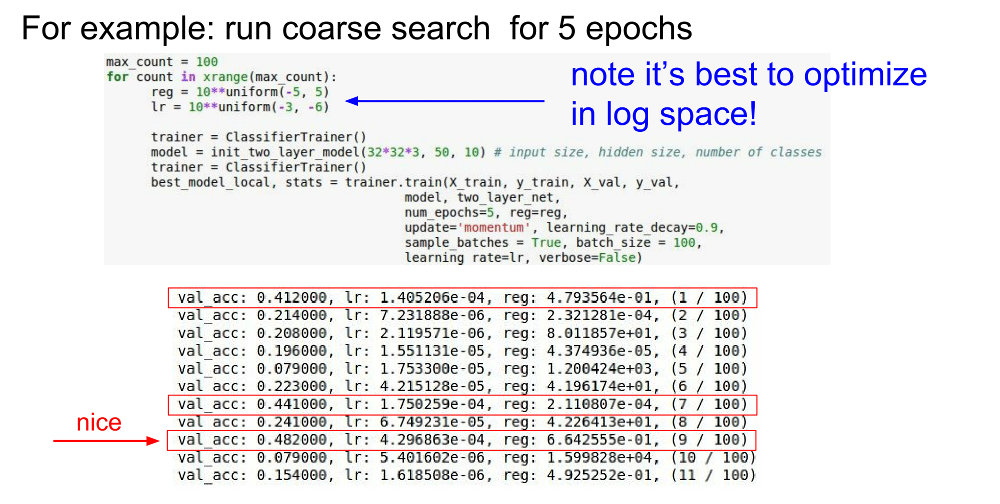 For example: run coarse search  for 5 epochs
max_count = 100
for count in xrange(max_count):
      reg = 10**uniform(-5, 5)
      lr = 10**uniform(-3, -6)
note it’s best to optimize
in log space!
      trainer = ClassifierTrainer()
      model = init_two_layer_model(32*32*3, 50, 10) # input size, hidden size, number of classes
      trainer = ClassifierTrainer()
      best_model_local, stats = trainer.train(X_train, y_train, X_val, y_val,
                                        model, two_layer_net,
                                        num_epochs=5, reg=reg,
                                        update='momentum', learning_rate_decay=0.9,
                                        sample_batches = True, batch_size = 100,
                                        learning_rate=lr, verbose=False)
val_acc: 0.412000, lr: 1.405206e-04, reg: 4.793564e-01, (1 / 100)
val_acc: 0.214000, lr: 7.231888e-06, reg: 2.321281e-04, (2 / 100)
val_acc: 0.208000, lr: 2.119571e-06, reg: 8.011857e+01, (3 / 100)
val_acc: 0.196000, lr: 1.551131e-05, reg: 4.374936e-05, (4 / 100)
val_acc: 0.079000, lr: 1.753300e-05, reg: 1.200424e+03, (5 / 100)
val_acc: 0.223000, lr: 4.215128e-05, reg: 4.196174e+01, (6 / 100)
val_acc: 0.441000, lr: 1.750259e-04, reg: 2.110807e-04, (7 / 100)
val_acc: 0.241000, lr: 6.749231e-05, reg: 4.226413e+01, (8 / 100)
nice
val_acc: 0.482000, lr: 4.296863e-04, reg: 6.642555e-01, (9 / 100)
val_acc: 0.079000, lr: 5.401602e-06, reg: 1.599828e+04, (10 / 100)
val_acc: 0.154000, lr: 1.618508e-06, reg: 4.925252e-01, (11 / 100)